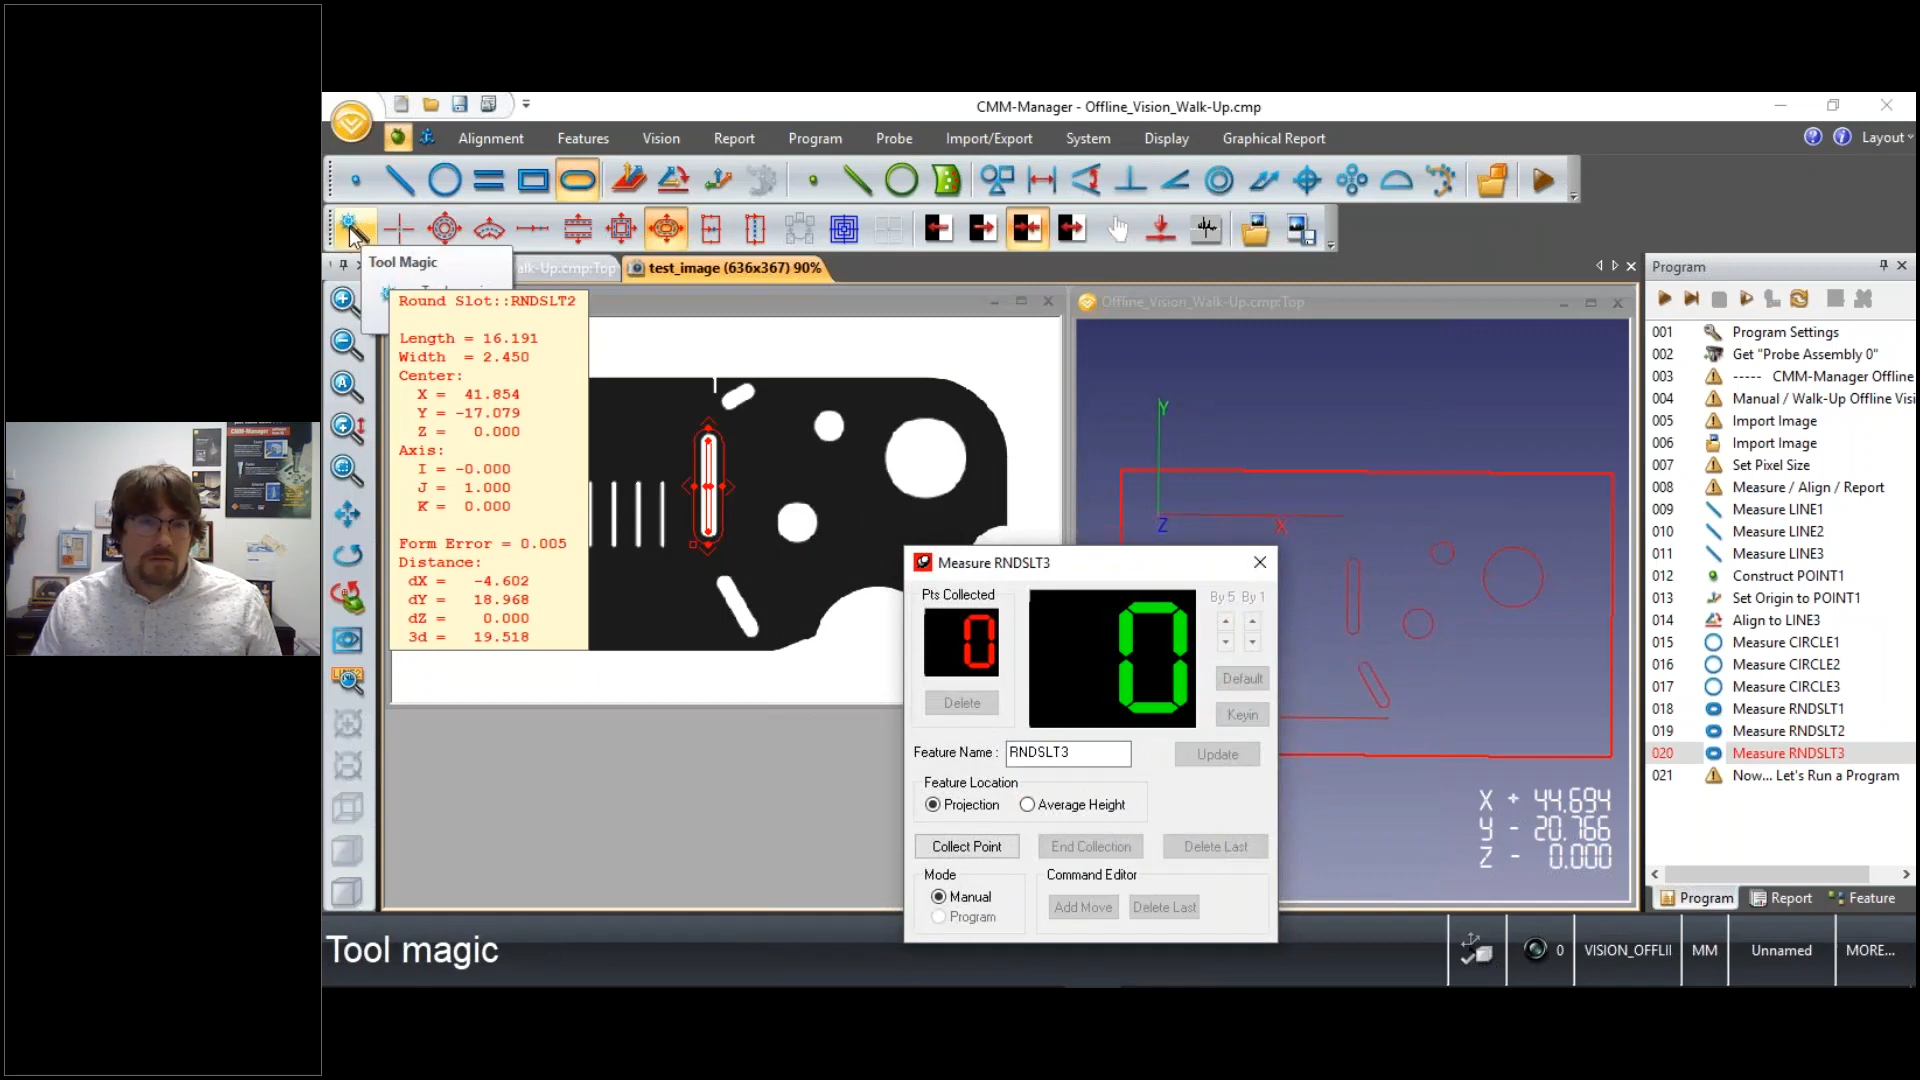 CMM-Manager - Offline_Vision_Walk-Up.cmp
Alignment Features Vision Report Program Probe Import/Export System Display Graphical Report Layout
Tool Magic
alk-Up.cmp:Top
test_image (636x367) 90%
Offline_Vision_Walk-Up.cmp:Top
Round Slot::RNDSLT2
Length = 16.191
Width = 2.450
Center:
X = 41.854
Y = -17.079
Z = 0.000
Axis:
I = -0.000
J = 1.000
K = 0.000
Form Error = 0.005
Distance:
dX = -4.602
dY = 18.968
dZ = 0.000
3d = 19.518
Y
Z X
X + 44.694
Y - 20.766
Z - 0.000
Measure RNDSLT3
Pts Collected
0
0
By 5 By 1
Delete
Default
Keyin
Feature Name : RNDSLT3
Update
Feature Location
Projection Average Height
Collect Point End Collection Delete Last
Mode
Manual
Program
Command Editor
Add Move Delete Last
Program
001 Program Settings
002 Get "Probe Assembly 0"
003 ----- CMM-Manager Offline
004 Manual / Walk-Up Offline Visi
005 Import Image
006 Import Image
007 Set Pixel Size
008 Measure / Align / Report
009 Measure LINE1
010 Measure LINE2
011 Measure LINE3
012 Construct POINT1
013 Set Origin to POINT1
014 Align to LINE3
015 Measure CIRCLE1
016 Measure CIRCLE2
017 Measure CIRCLE3
018 Measure RNDSLT1
019 Measure RNDSLT2
020 Measure RNDSLT3
021 Now... Let's Run a Program
Program Report Feature
Tool magic
0 VISION_OFFLI MM Unnamed MORE...